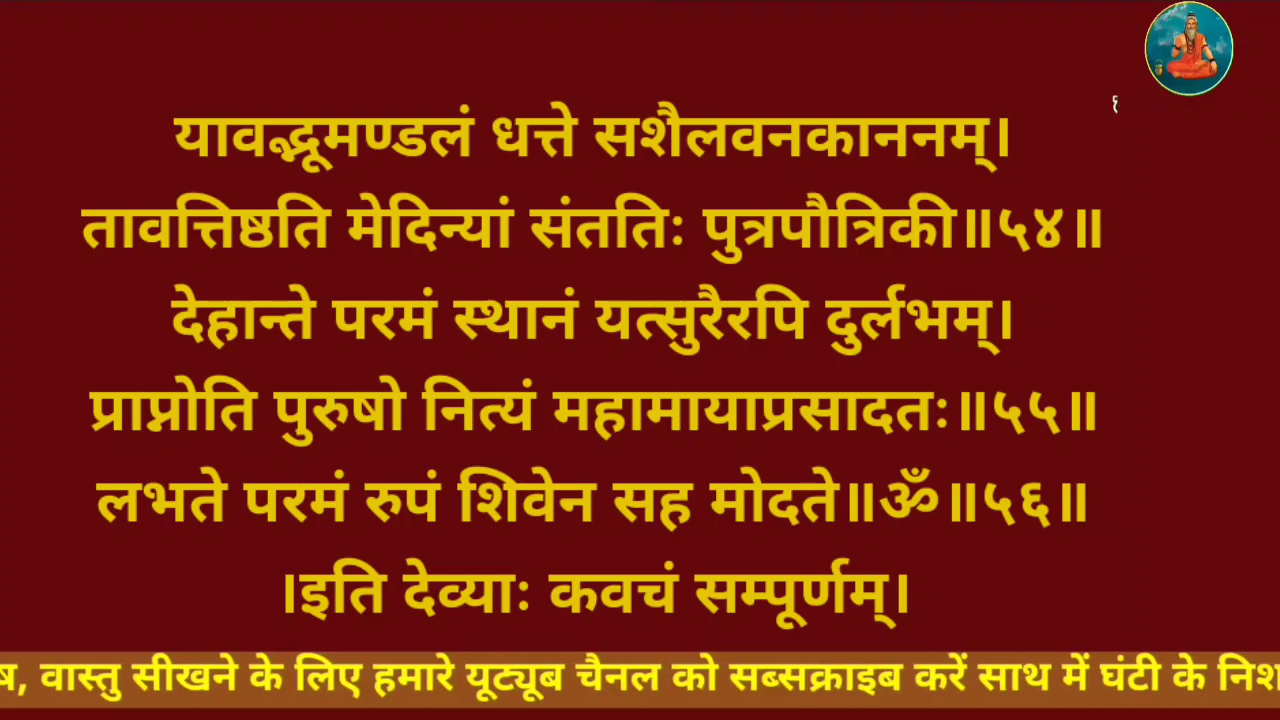 यावद्भूमण्डलं धत्ते सशैलवनकाननम्।
तावत्तिष्ठति मेदिन्यां संततिः पुत्रपौत्रिकी॥५४॥
देहान्ते परमं स्थानं यत्सुरैरपि दुर्लभम्।
प्राप्नोति पुरुषो नित्यं महामायाप्रसादतः॥५५॥
लभते परमं रुपं शिवेन सह मोदते॥ॐ॥५६॥
।इति देव्याः कवचं सम्पूर्णम्।
, वास्तु सीखने के लिए हमारे यूट्यूब चैनल को सब्सक्राइब करें साथ में घंटी के